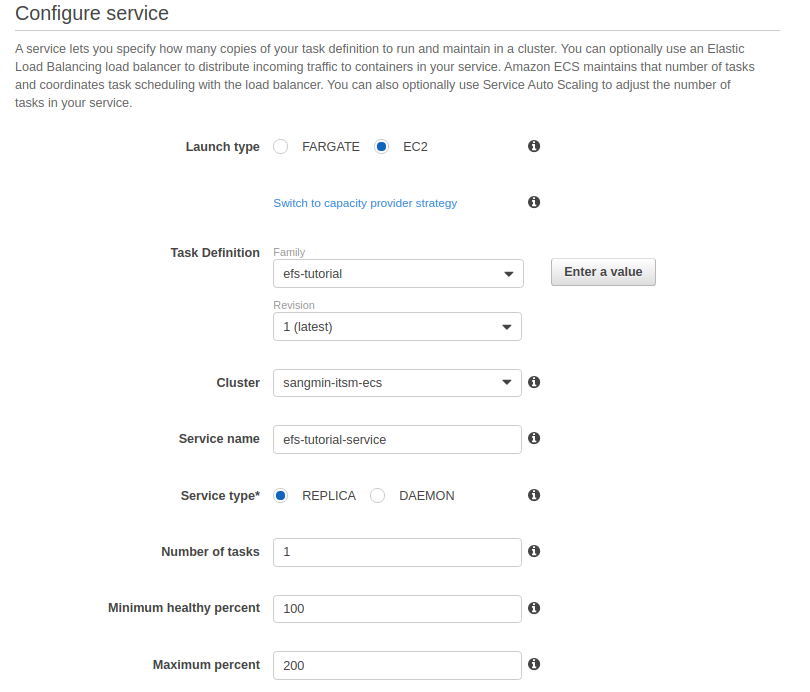 Configure service
A service lets you specify how many copies of your task definition to run and maintain in a cluster. You can optionally use an Elastic
Load Balancing load balancer to distribute incoming traffic to containers in your service. Amazon ECS maintains that number of tasks
and coordinates task scheduling with the load balancer. You can also optionally use Service Auto Scaling to adjust the number of
tasks in your service.
Launch type FARGATE EC2
Switch to capacity provider strategy
Task Definition Family
efs-tutorial Enter a value
Revision
1 (latest)
Cluster sangmin-itsm-ecs
Service name efs-tutorial-service
Service type* REPLICA DAEMON
Number of tasks 1
Minimum healthy percent 100
Maximum percent 200